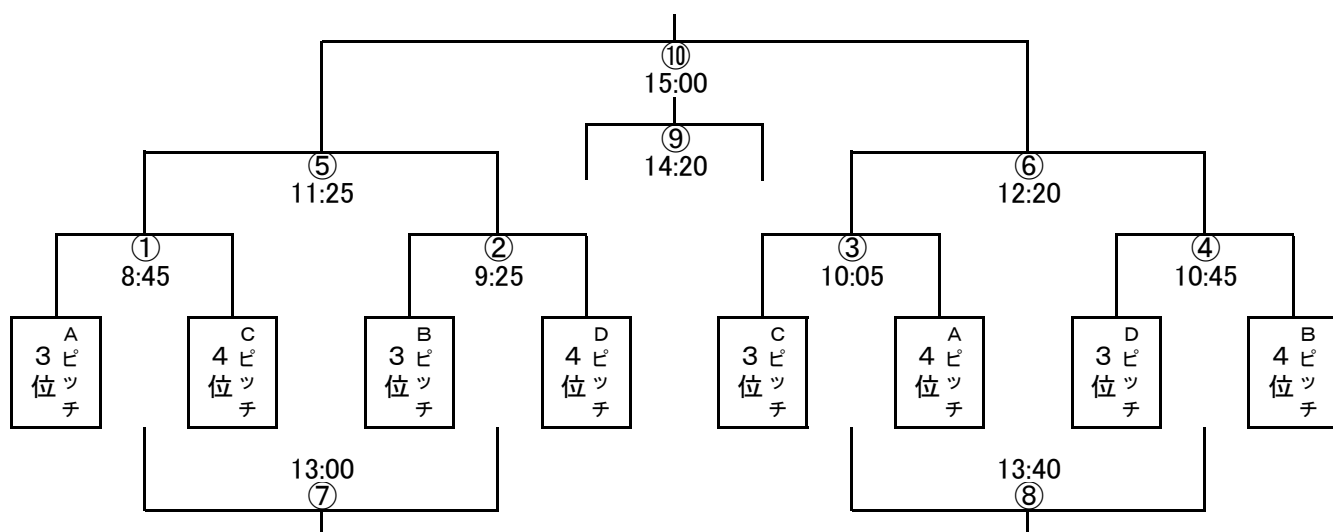 ⑩
15:00
⑨
14:20
⑤
11:25
⑥
12:20
①
8:45
②
9:25
③
10:05
④
10:45
Aピッチ
3位
Cピッチ
4位
Bピッチ
3位
Dピッチ
4位
Cピッチ
3位
Aピッチ
4位
Dピッチ
3位
Bピッチ
4位
13:00
⑦
13:40
⑧